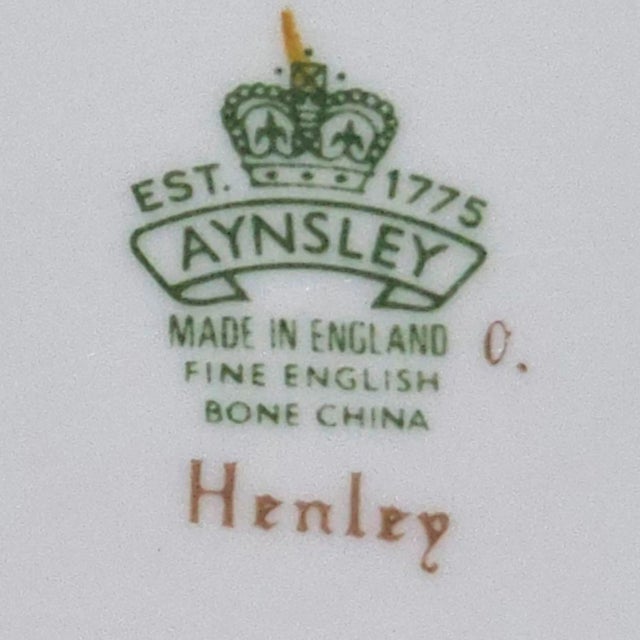 EST. 1775
AYNSLEY
MADE IN ENGLAND
O.
FINE ENGLISH
BONE CHINA
Henley